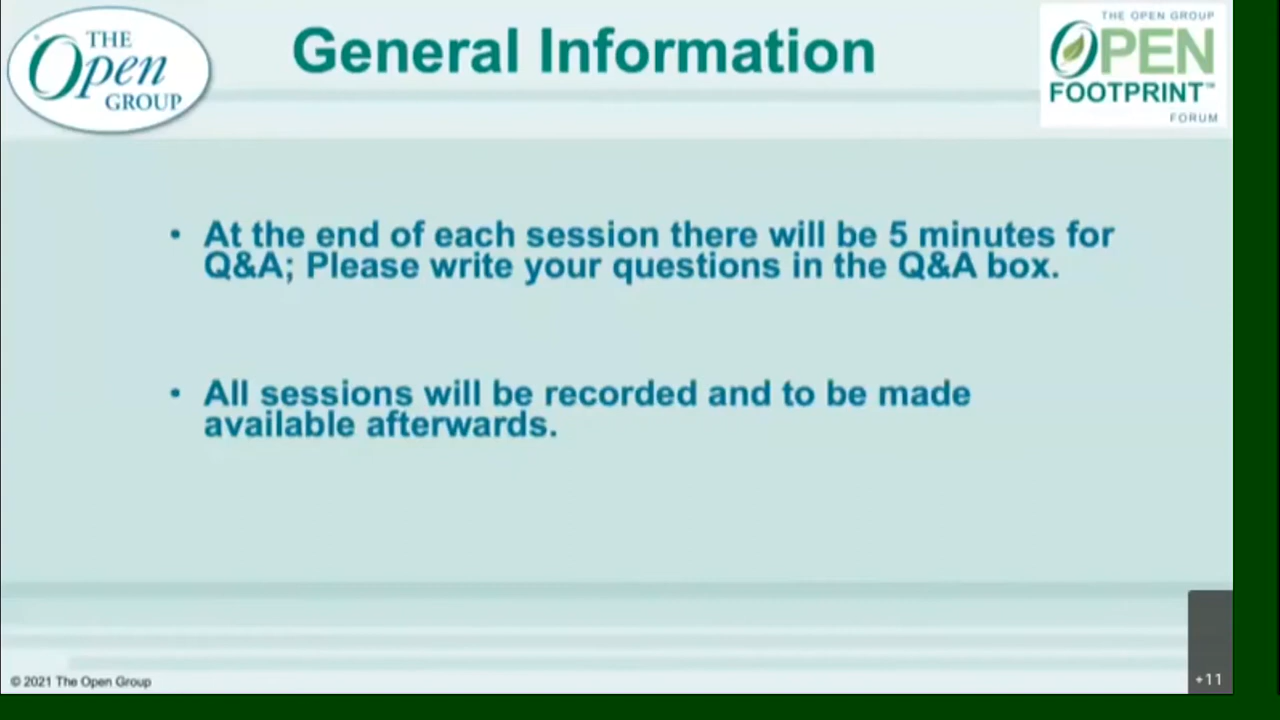 THE
Open
GROUP
General Information
THE OPEN GROUP
OPEN
FOOTPRINT™
FORUM
• At the end of each session there will be 5 minutes for
Q&A; Please write your questions in the Q&A box.
• All sessions will be recorded and to be made
available afterwards.
© 2021 The Open Group
+11